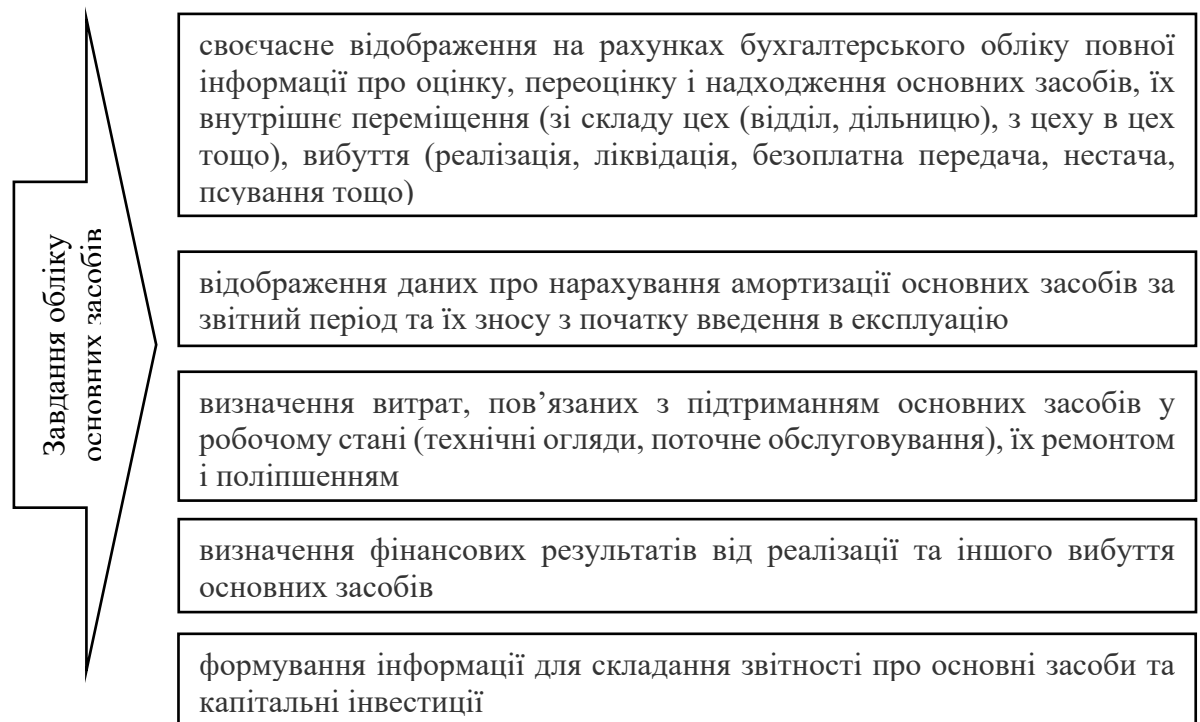 Завдання обліку
основних засобів
своєчасне відображення на рахунках бухгалтерського обліку повної
інформації про оцінку, переоцінку і надходження основних засобів, їх
внутрішнє переміщення (зі складу цех (відділ, дільницю), з цеху в цех
тощо), вибуття (реалізація, ліквідація, безоплатна передача, нестача,
псування тощо)
відображення даних про нарахування амортизації основних засобів за
звітний період та їх зносу з початку введення в експлуацію
визначення витрат, пов’язаних з підтриманням основних засобів у
робочому стані (технічні огляди, поточне обслуговування), їх ремонтом
і поліпшенням
визначення фінансових результатів від реалізації та іншого вибуття
основних засобів
формування інформації для складання звітності про основні засоби та
капітальні інвестиції